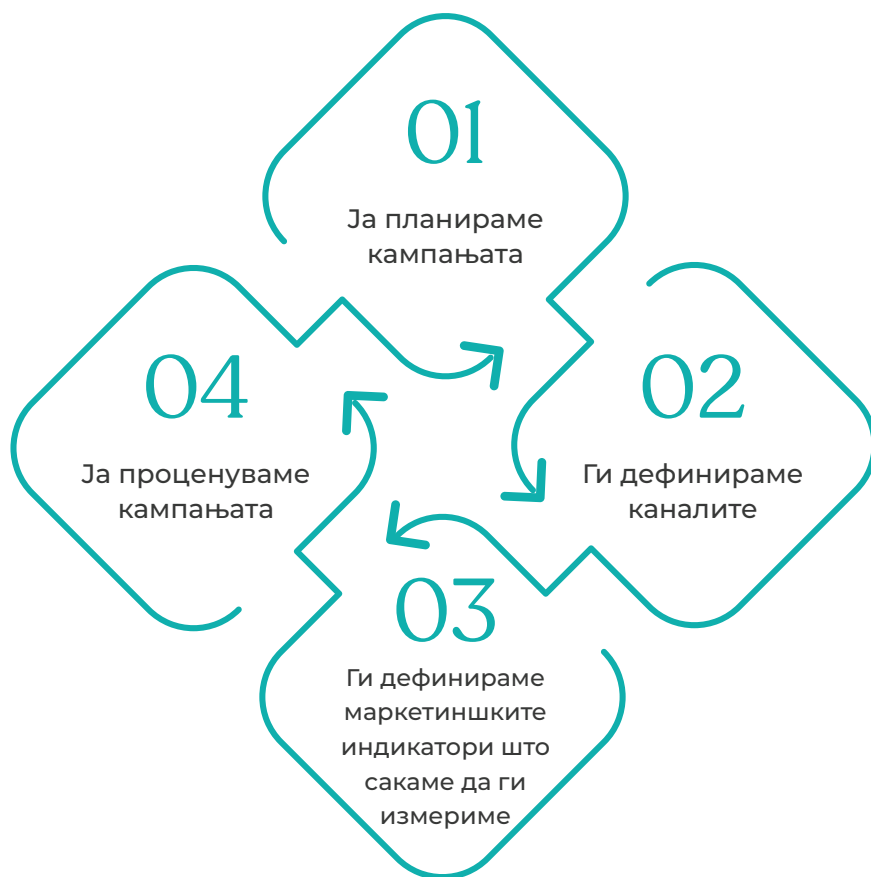 01
Ја планираме
кампањата
02
Ги дефинираме
каналите
03
Ги дефинираме
маркетиншките
индикатори што
сакаме да ги
измериме
04
Ја проценуваме
кампањата